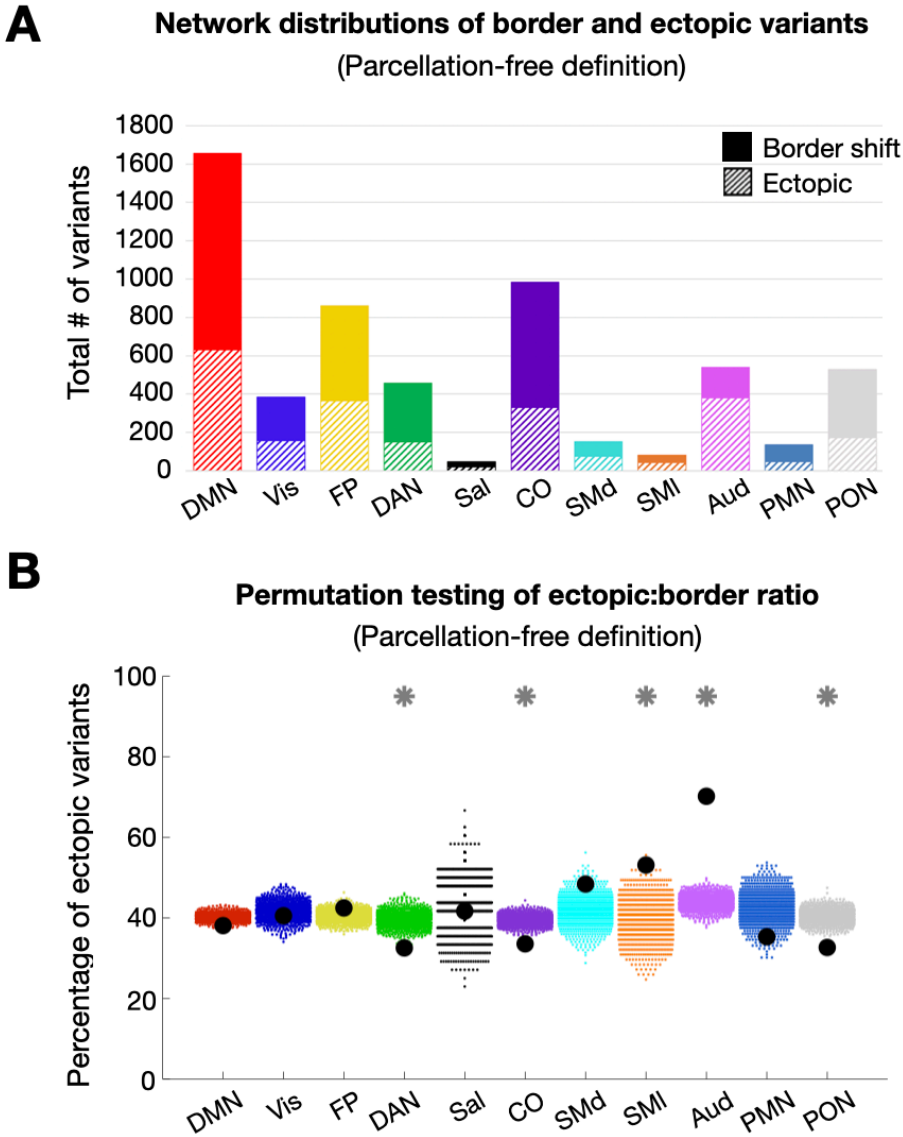 A
Network distributions of border and ectopic variants
(Parcellation-free definition)
Total # of variants
1800
1600
1400
1200
1000
800
600
400
200
0
Border shift
Ectopic
DMN Vis FP DAN Sal CO SMd SMl Aud PMN PON
B
Permutation testing of ectopic:border ratio
(Parcellation-free definition)
Percentage of ectopic variants
100
80
60
40
20
0
DMN Vis FP DAN Sal CO SMd SMl Aud PMN PON